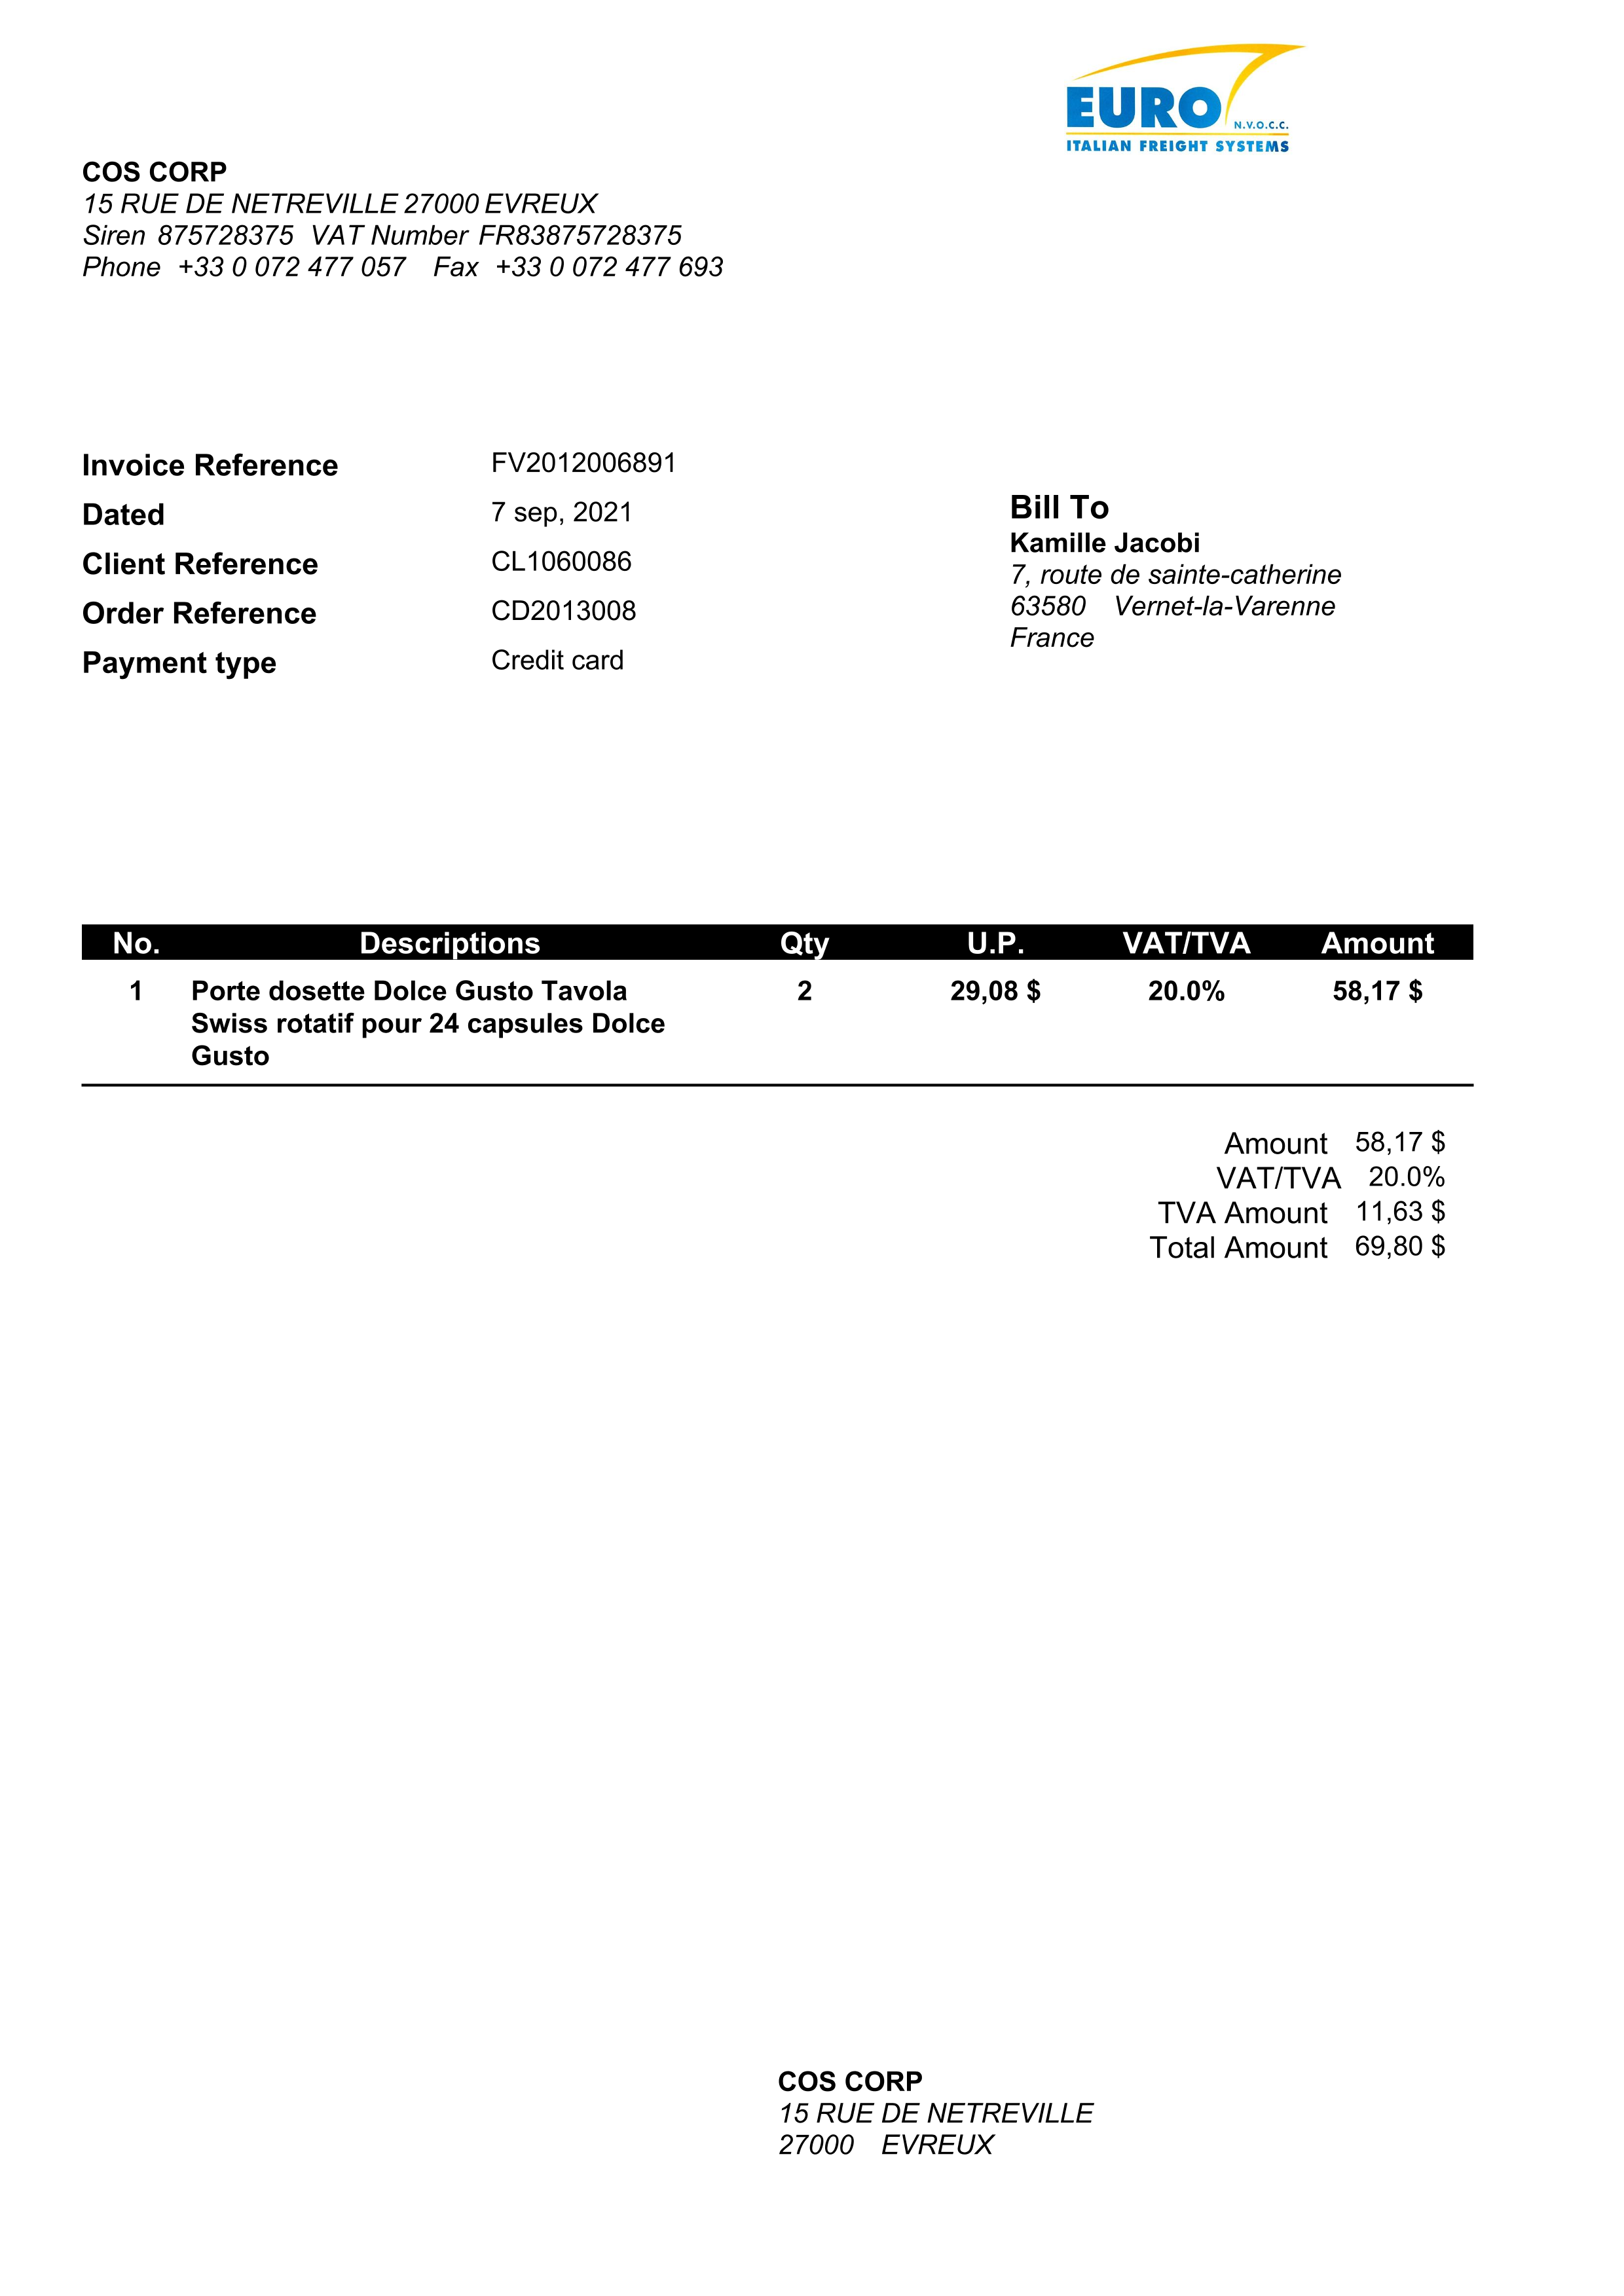 EURO
N.V.O.C.C.
ITALIAN FREIGHT SYSTEMS
COS CORP
15 RUE DE NETREVILLE 27000 EVREUX
Siren 875728375 VAT Number FR83875728375
Phone +33 0 072 477 057 Fax +33 0 072 477 693
Invoice Reference FV2012006891
Dated 7 sep, 2021
Client Reference CL1060086
Order Reference CD2013008
Payment type Credit card
Bill To
Kamille Jacobi
7, route de sainte-catherine
63580 Vernet-la-Varenne
France
No. Descriptions Qty U.P. VAT/TVA Amount
1 Porte dosette Dolce Gusto Tavola 2 29,08 $ 20.0% 58,17 $
Swiss rotatif pour 24 capsules Dolce
Gusto
Amount 58,17 $
VAT/TVA 20.0%
TVA Amount 11,63 $
Total Amount 69,80 $
COS CORP
15 RUE DE NETREVILLE
27000 EVREUX